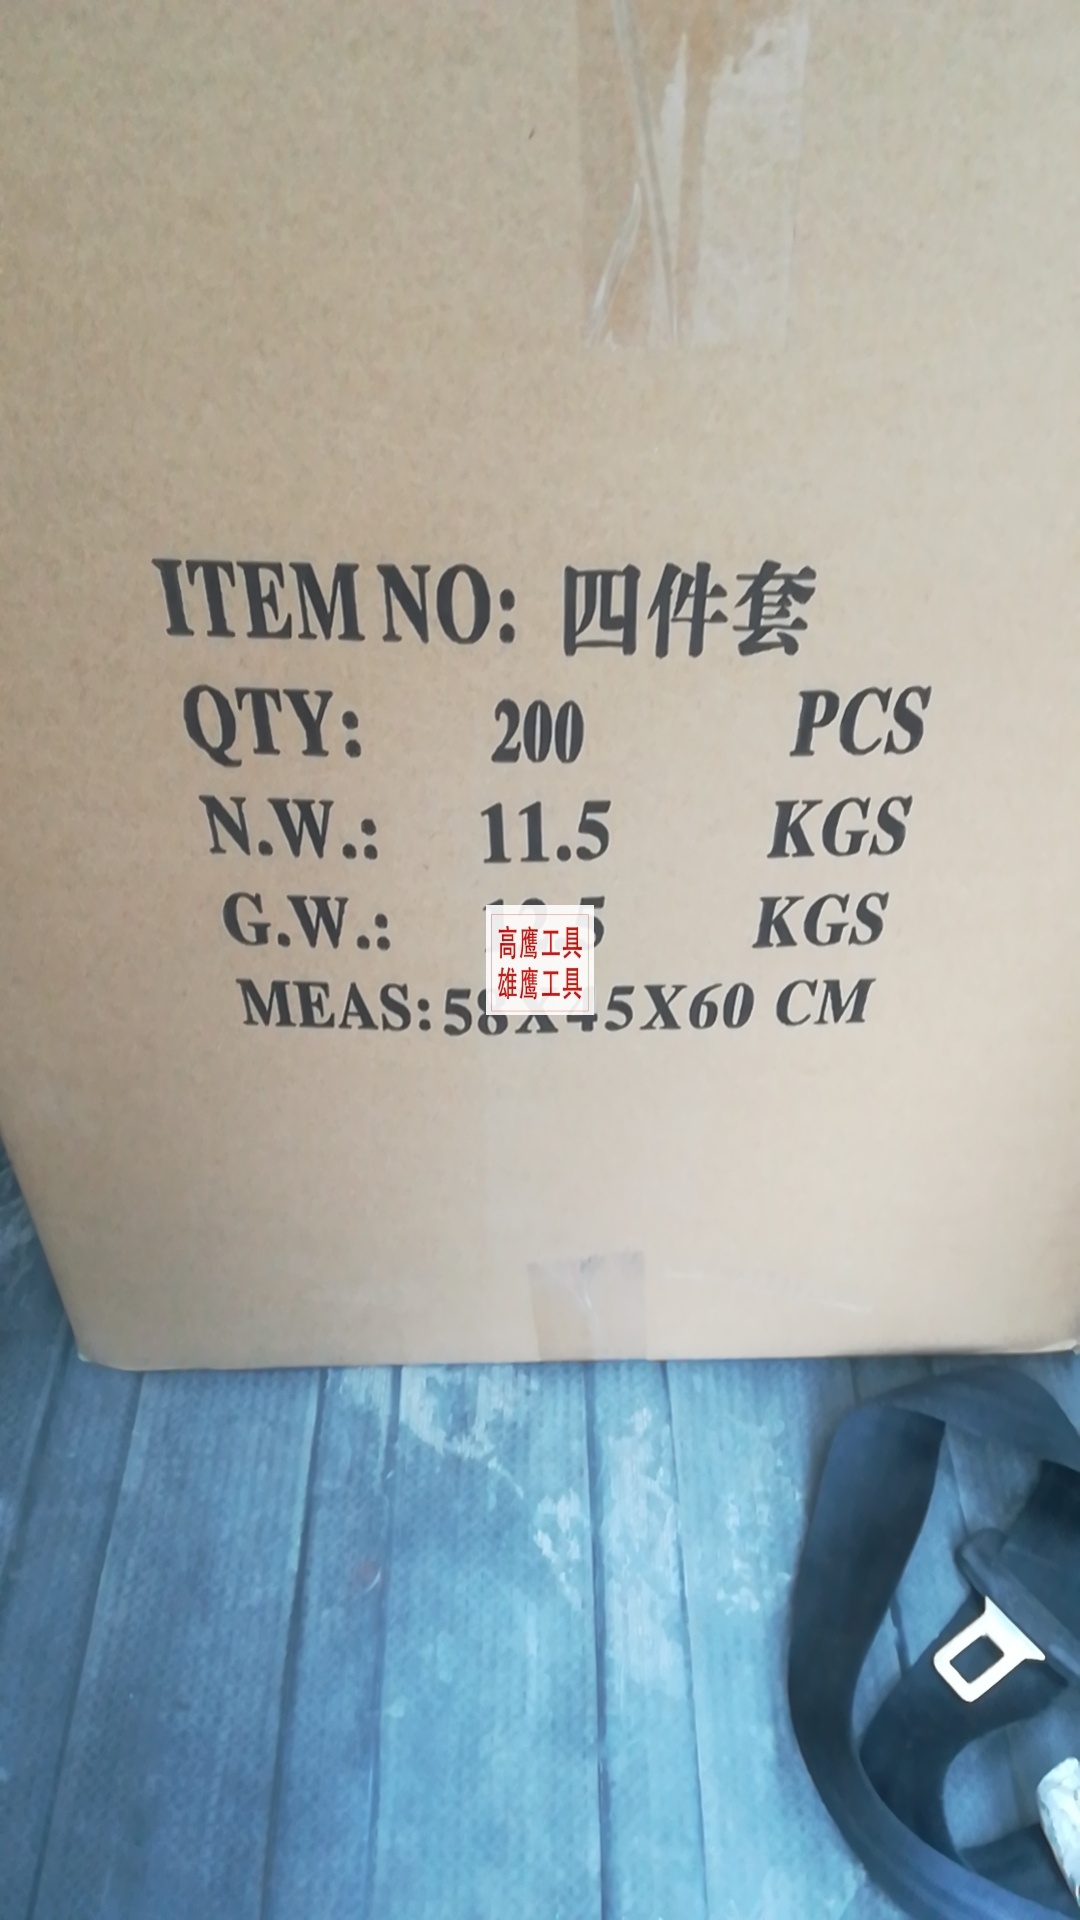 ITEM NO: 四件套
QTY: 200 PCS
N.W.: 11.5 KGS
G.W.: KGS
高鹰工具
雄鹰工具
MEAS: 58X45X60 CM